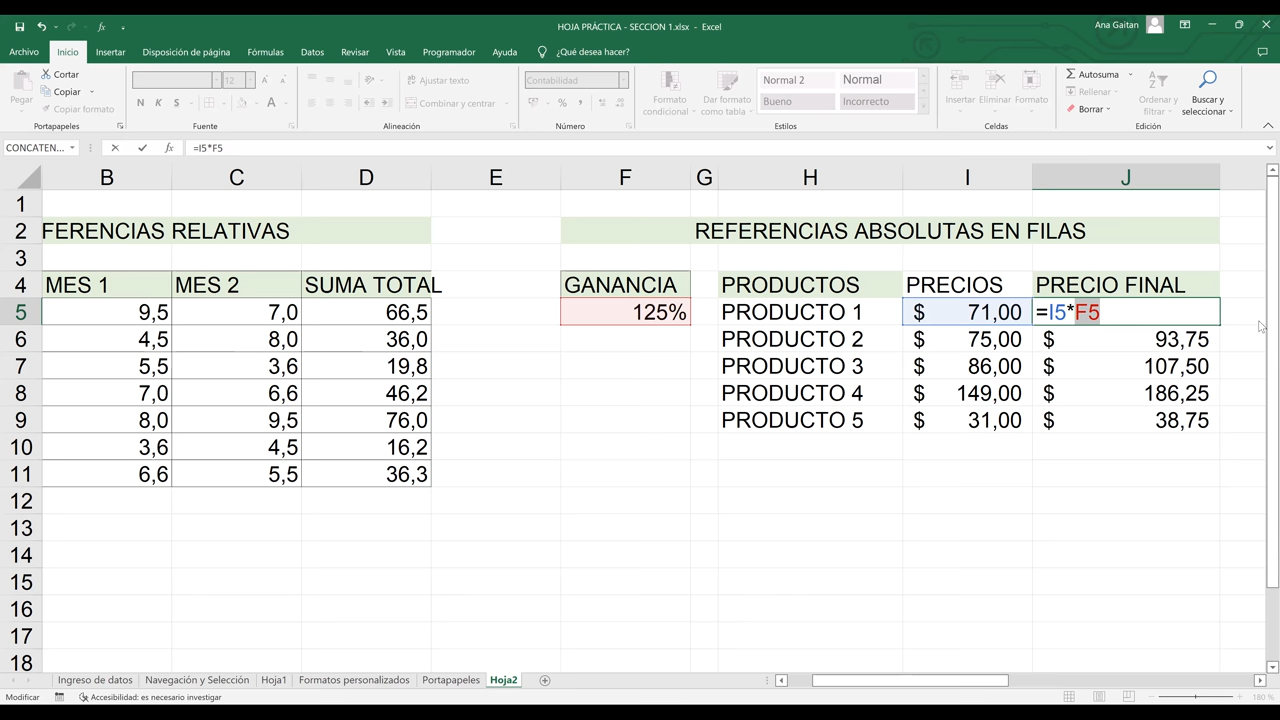 HOJA PRÁCTICA - SECCION 1.xlsx - Excel
Ana Gaitan
Archivo Inicio Insertar Disposición de página Fórmulas Datos Revisar Vista Programador Ayuda ¿Qué desea hacer?
Pegar
Cortar
Copiar
Copiar formato
Portapapeles
12
N K S
Fuente
Ajustar texto
Combinar y centrar
Alineación
Contabilidad
Número
Formato condicional
Dar formato como tabla
Normal 2 Normal
Bueno Incorrecto
Estilos
Insertar Eliminar Formato
Celdas
Autosuma
Rellenar
Borrar
Ordenar y filtrar
Buscar y seleccionar
Edición
CONCATEN... fx =I5*F5
B C D E F G H I J
1
2 FERENCIAS RELATIVAS REFERENCIAS ABSOLUTAS EN FILAS
3
4 MES 1 MES 2 SUMA TOTAL GANANCIA PRODUCTOS PRECIOS PRECIO FINAL
5 9,5 7,0 66,5 125% PRODUCTO 1 $ 71,00 =I5*F5
6 4,5 8,0 36,0 PRODUCTO 2 $ 75,00 $ 93,75
7 5,5 3,6 19,8 PRODUCTO 3 $ 86,00 $ 107,50
8 7,0 6,6 46,2 PRODUCTO 4 $ 149,00 $ 186,25
9 8,0 9,5 76,0 PRODUCTO 5 $ 31,00 $ 38,75
10 3,6 4,5 16,2
11 6,6 5,5 36,3
12
13
14
15
16
17
18
Ingreso de datos Navegación y Selección Hoja1 Formatos personalizados Portapapeles Hoja2
Modificar Accesibilidad: es necesario investigar 180 %